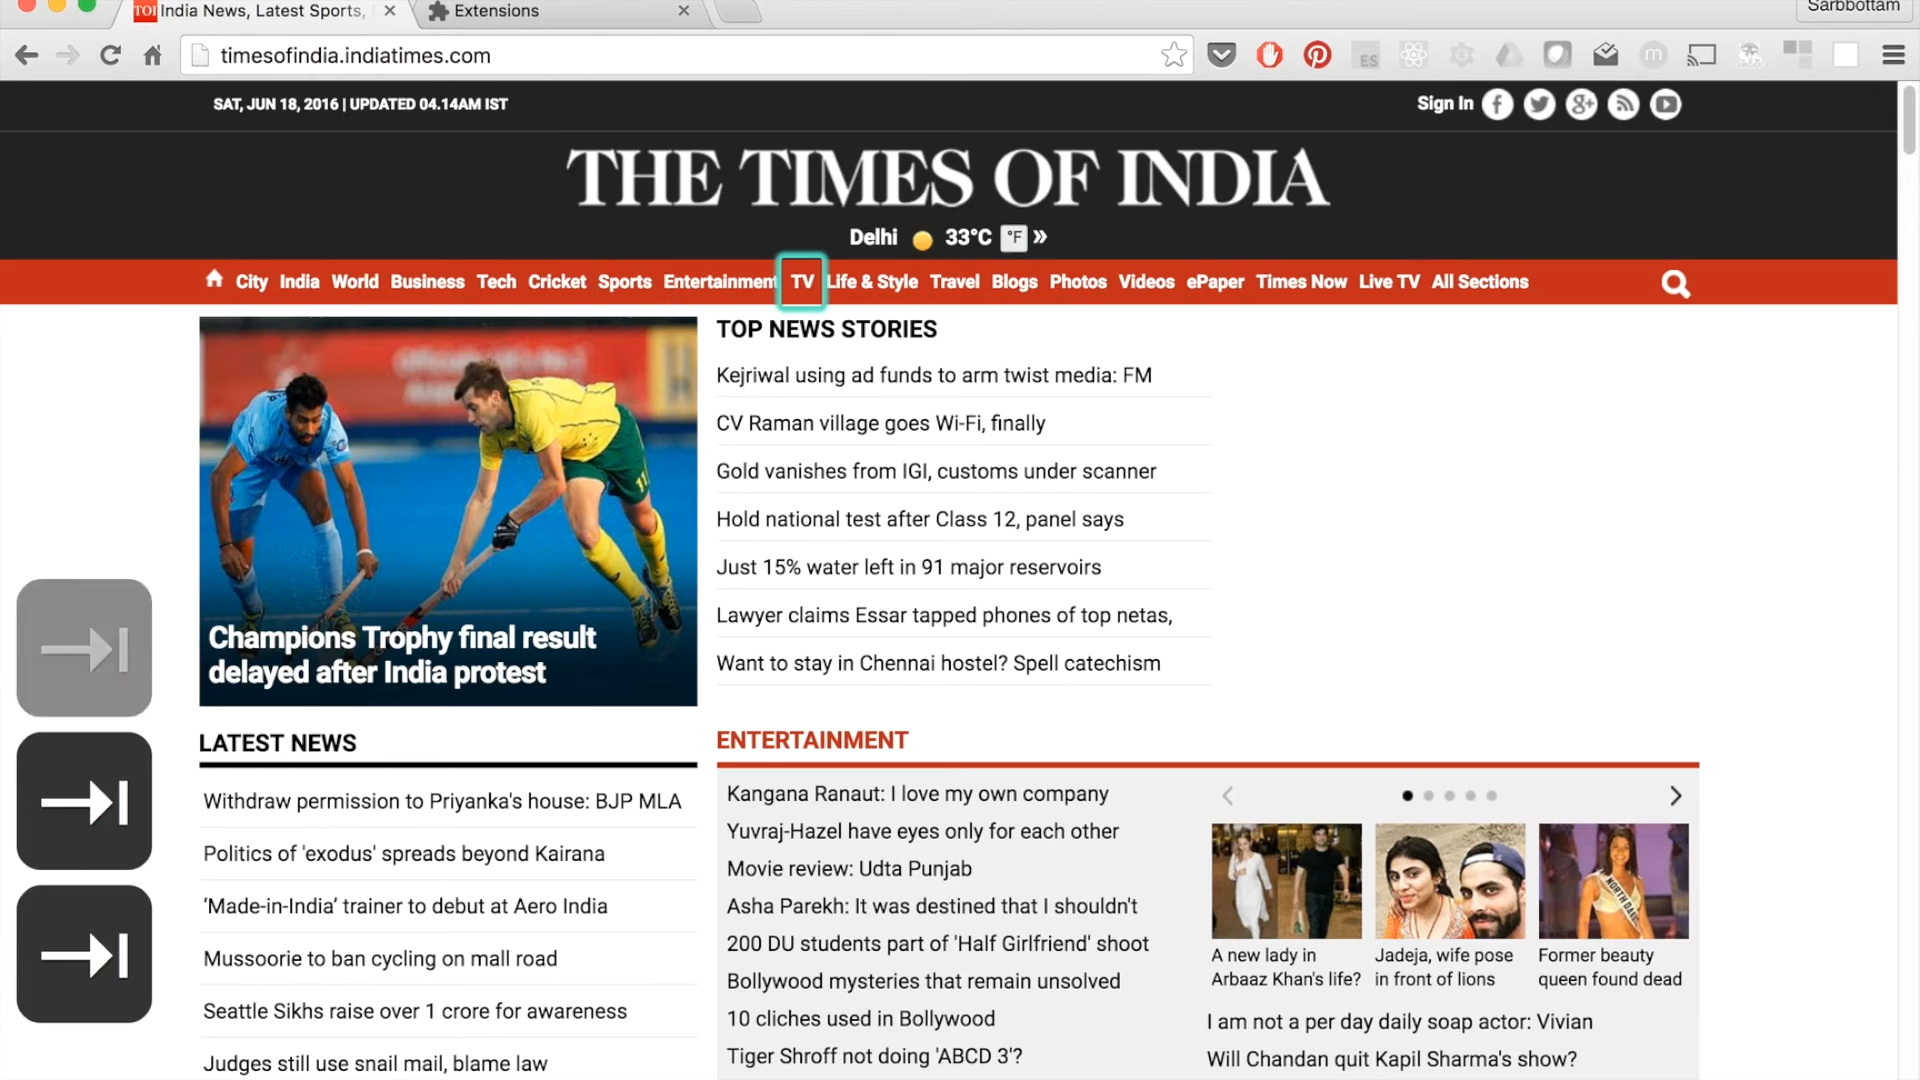 Sarbbottam
TOI India News, Latest Sports,
Extensions
timesofindia.indiatimes.com
ES
m
SAT, JUN 18, 2016 | UPDATED 04.14AM IST
Sign In
THE TIMES OF INDIA
Delhi 33°C °F »
City India World Business Tech Cricket Sports Entertainment TV Life & Style Travel Blogs Photos Videos ePaper Times Now Live TV All Sections
Champions Trophy final result
delayed after India protest
TOP NEWS STORIES
Kejriwal using ad funds to arm twist media: FM
CV Raman village goes Wi-Fi, finally
Gold vanishes from IGI, customs under scanner
Hold national test after Class 12, panel says
Just 15% water left in 91 major reservoirs
Lawyer claims Essar tapped phones of top netas,
Want to stay in Chennai hostel? Spell catechism
LATEST NEWS
Withdraw permission to Priyanka's house: BJP MLA
Politics of 'exodus' spreads beyond Kairana
‘Made-in-India’ trainer to debut at Aero India
Mussoorie to ban cycling on mall road
Seattle Sikhs raise over 1 crore for awareness
Judges still use snail mail, blame law
ENTERTAINMENT
Kangana Ranaut: I love my own company
Yuvraj-Hazel have eyes only for each other
Movie review: Udta Punjab
Asha Parekh: It was destined that I shouldn't
200 DU students part of 'Half Girlfriend' shoot
Bollywood mysteries that remain unsolved
10 cliches used in Bollywood
Tiger Shroff not doing 'ABCD 3'?
NORTH DAK
A new lady in
Arbaaz Khan's life?
Jadeja, wife pose
in front of lions
Former beauty
queen found dead
I am not a per day daily soap actor: Vivian
Will Chandan quit Kapil Sharma's show?